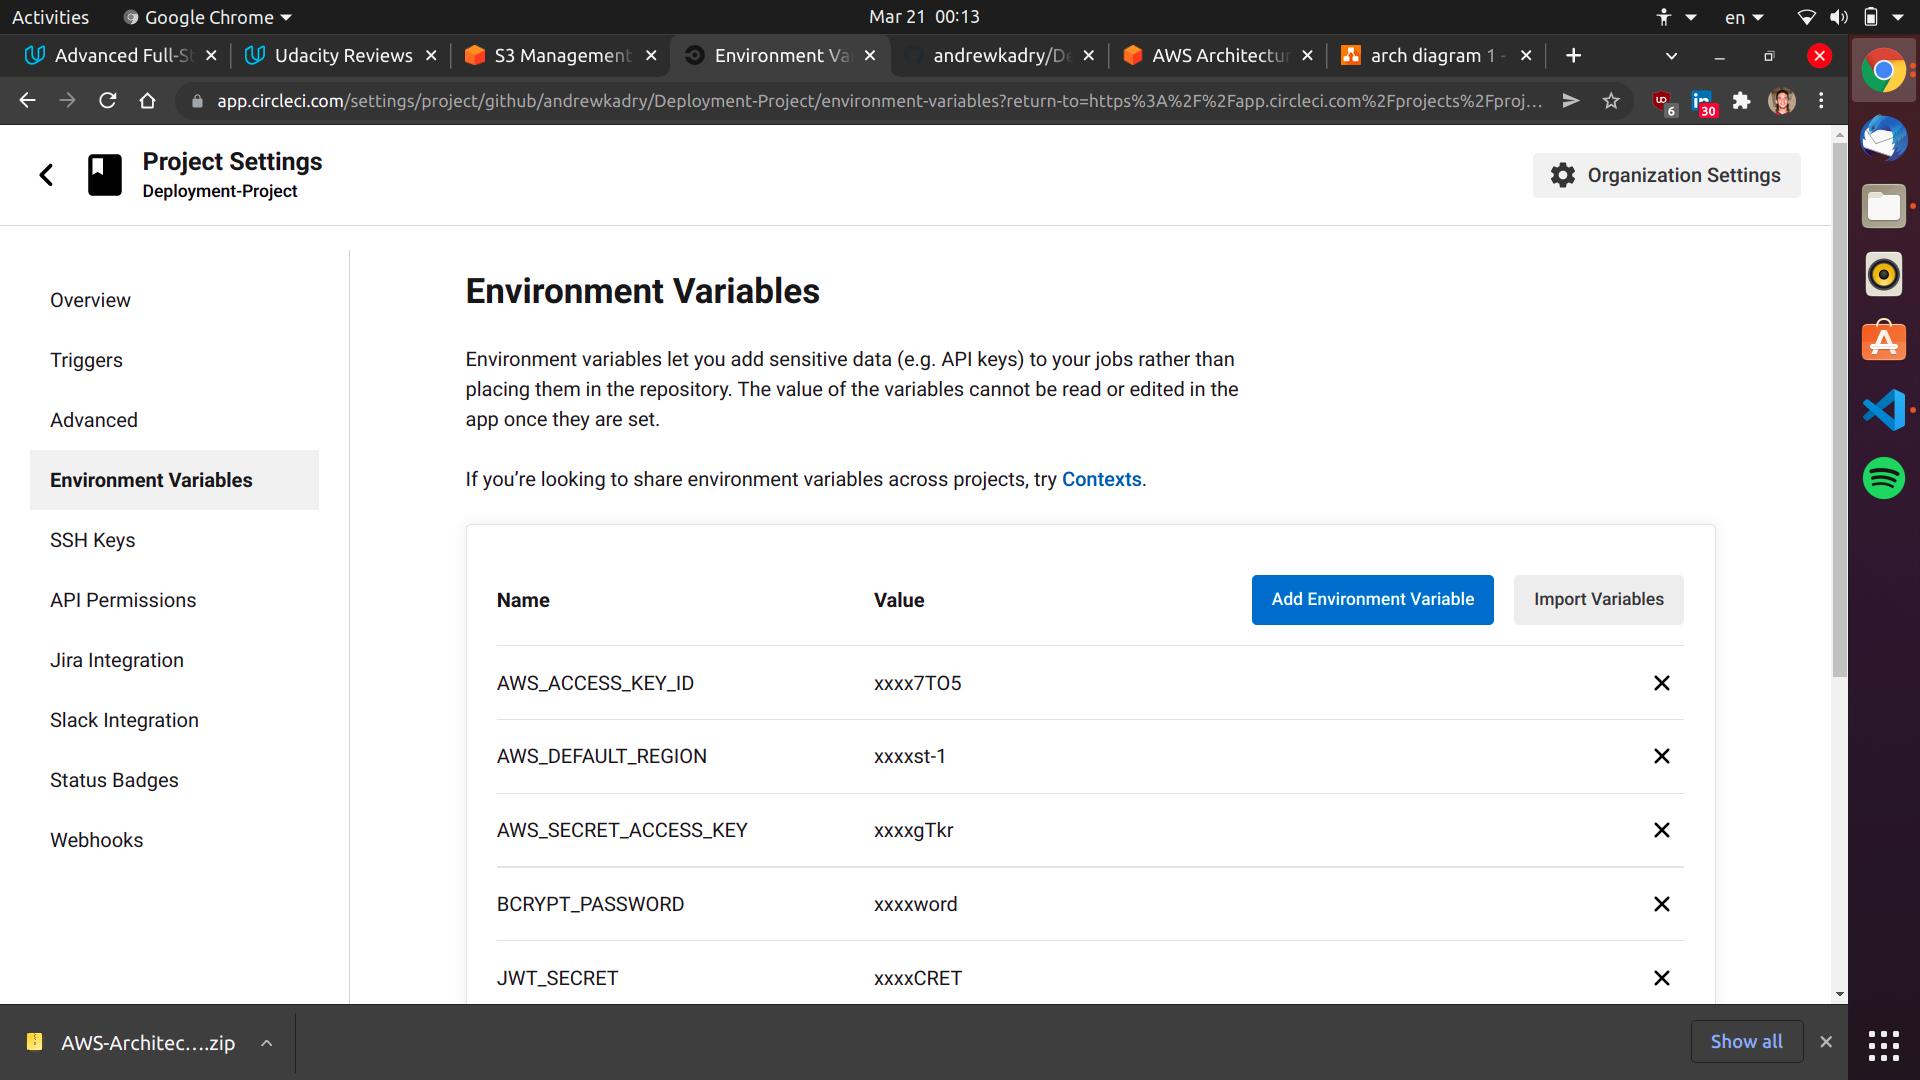 Activities
Google Chrome
Mar 21 00:13
en
Advanced Full-St
Udacity Reviews
S3 Management
Environment Va
andrewkadry/De
AWS Architectur
arch diagram 1 -
app.circleci.com/settings/project/github/andrewkadry/Deployment-Project/environment-variables?return-to=https%3A%2F%2Fapp.circleci.com%2Fprojects%2Fproj...
6
30
Project Settings
Deployment-Project
Organization Settings
Overview
Triggers
Advanced
Environment Variables
SSH Keys
API Permissions
Jira Integration
Slack Integration
Status Badges
Webhooks
Environment Variables
Environment variables let you add sensitive data (e.g. API keys) to your jobs rather than
placing them in the repository. The value of the variables cannot be read or edited in the
app once they are set.
If you’re looking to share environment variables across projects, try Contexts.
Name
Value
Add Environment Variable
Import Variables
AWS_ACCESS_KEY_ID
xxxx7TO5
AWS_DEFAULT_REGION
xxxxst-1
AWS_SECRET_ACCESS_KEY
xxxxgTkr
BCRYPT_PASSWORD
xxxxword
JWT_SECRET
xxxxCRET
AWS-Architec....zip
Show all